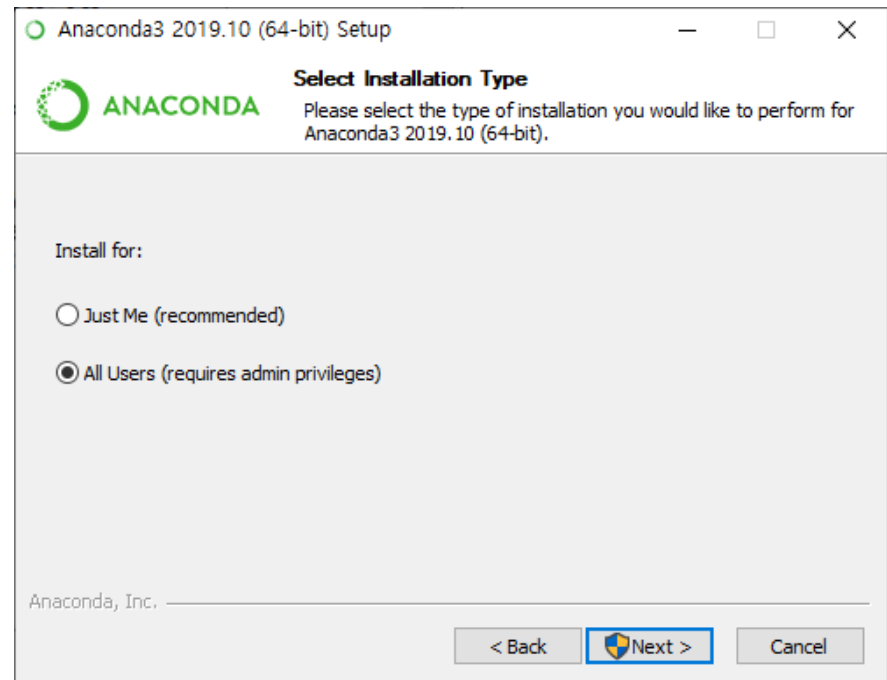 Anaconda3 2019.10 (64-bit) Setup
ANACONDA
Select Installation Type
Please select the type of installation you would like to perform for
Anaconda3 2019.10 (64-bit).
Install for:
Just Me (recommended)
All Users (requires admin privileges)
Anaconda, Inc.
< Back
Next >
Cancel